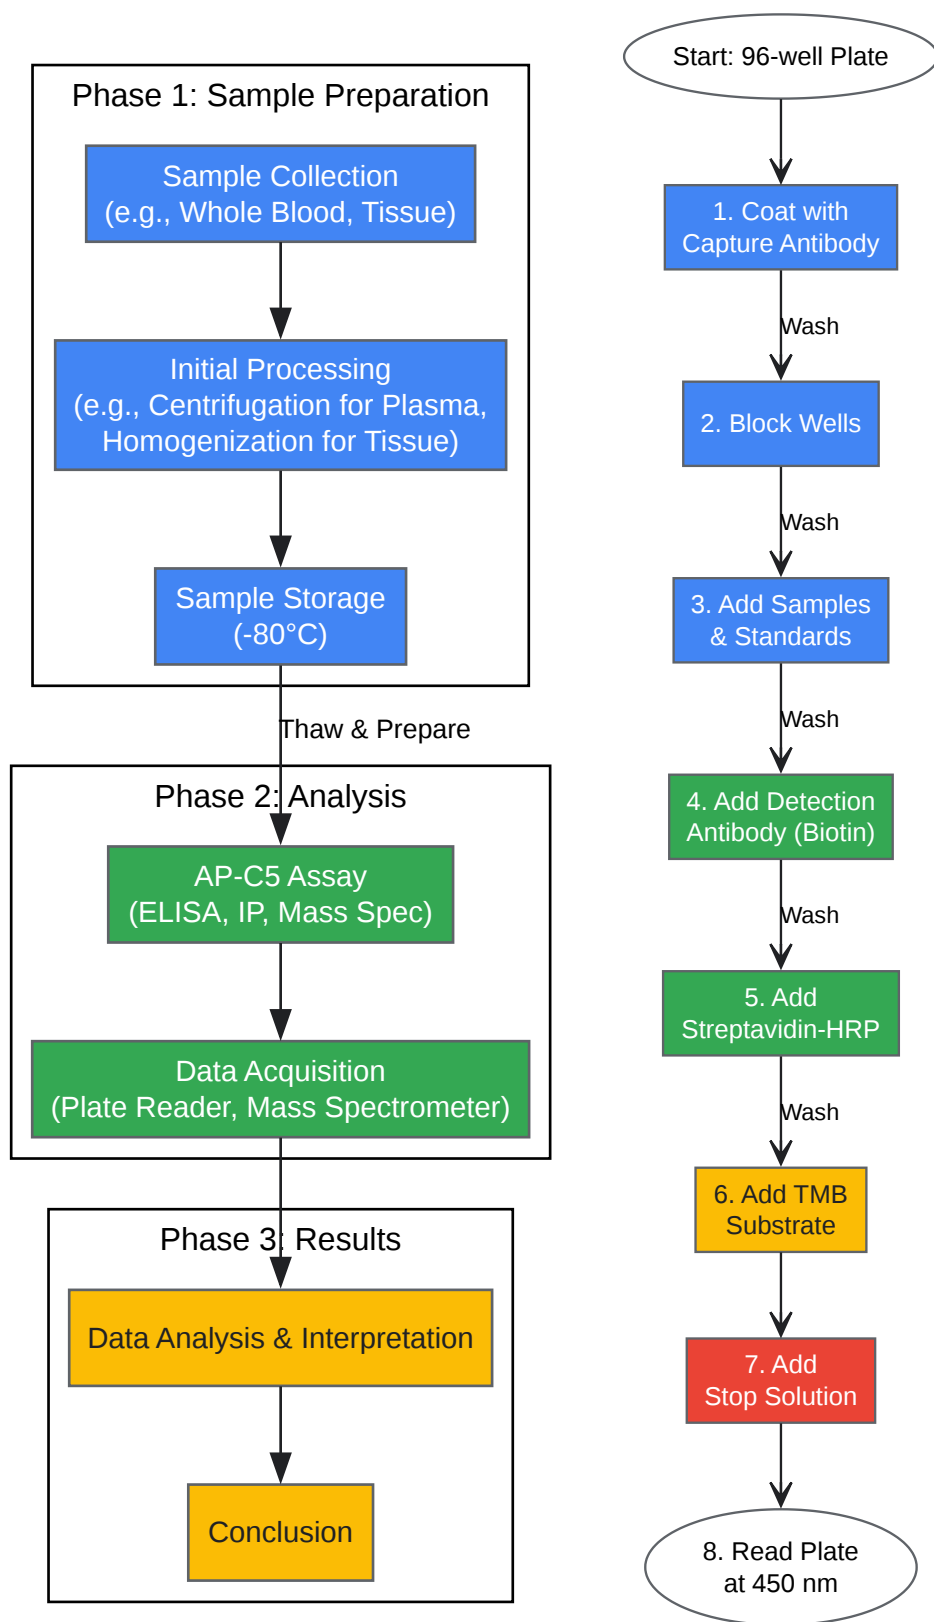 Phase 1: Sample Preparation
Sample Collection
(e.g., Whole Blood, Tissue)
Initial Processing
(e.g., Centrifugation for Plasma,
Homogenization for Tissue)
Sample Storage
(-80°C)
Thaw & Prepare
Phase 2: Analysis
AP-C5 Assay
(ELISA, IP, Mass Spec)
Data Acquisition
(Plate Reader, Mass Spectrometer)
Phase 3: Results
Data Analysis & Interpretation
Conclusion
Start: 96-well Plate
1. Coat with
Capture Antibody
Wash
2. Block Wells
Wash
3. Add Samples
& Standards
Wash
4. Add Detection
Antibody (Biotin)
Wash
5. Add
Streptavidin-HRP
Wash
6. Add TMB
Substrate
7. Add
Stop Solution
8. Read Plate
at 450 nm